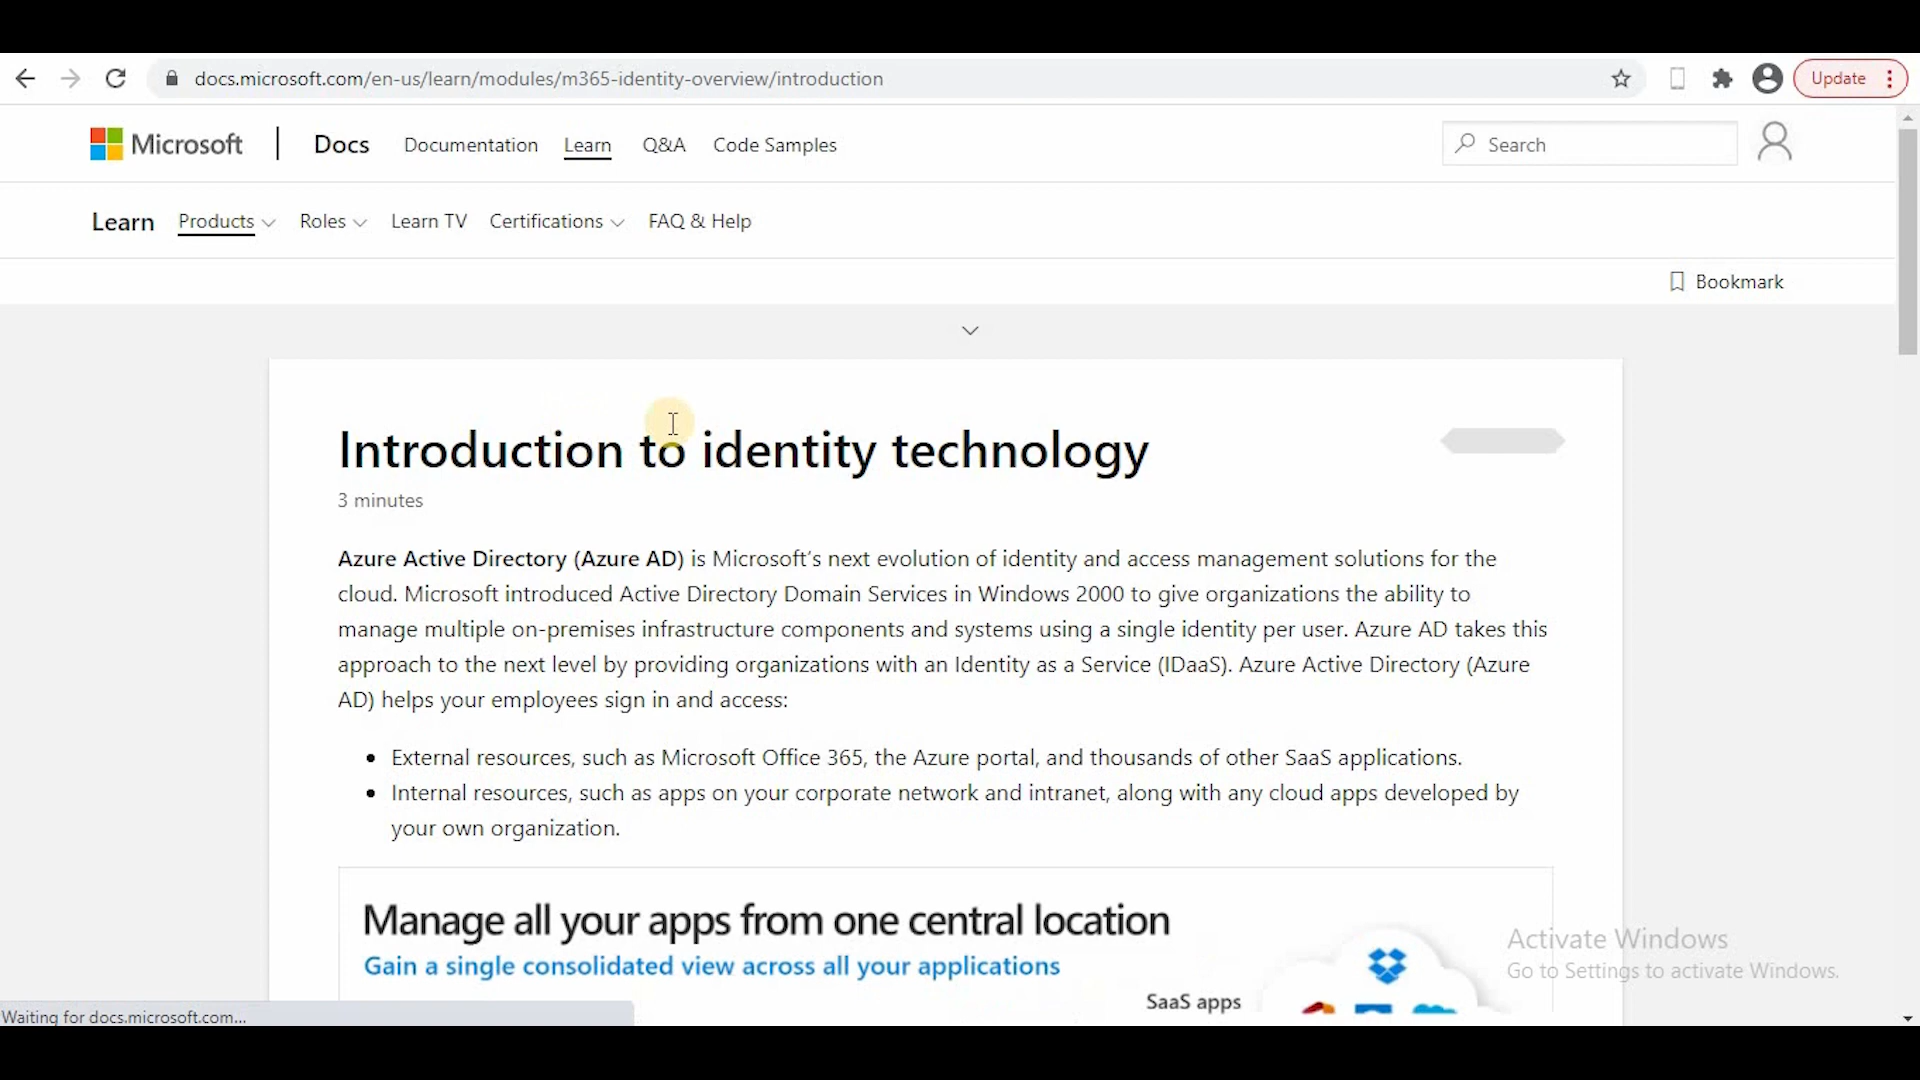 docs.microsoft.com/en-us/learn/modules/m365-identity-overview/introduction
Update
Microsoft
Docs
Documentation
Learn
Q&A
Code Samples
Search
Learn
Products
Roles
Learn TV
Certifications
FAQ & Help
Bookmark
Introduction to identity technology
3 minutes
Azure Active Directory (Azure AD) is Microsoft's next evolution of identity and access management solutions for the
cloud. Microsoft introduced Active Directory Domain Services in Windows 2000 to give organizations the ability to
manage multiple on-premises infrastructure components and systems using a single identity per user. Azure AD takes this
approach to the next level by providing organizations with an Identity as a Service (IDaaS). Azure Active Directory (Azure
AD) helps your employees sign in and access:
External resources, such as Microsoft Office 365, the Azure portal, and thousands of other SaaS applications.
Internal resources, such as apps on your corporate network and intranet, along with any cloud apps developed by
your own organization.
Manage all your apps from one central location
Gain a single consolidated view across all your applications
SaaS apps
Activate Windows
Go to Settings to activate Windows.
Waiting for docs.microsoft.com...